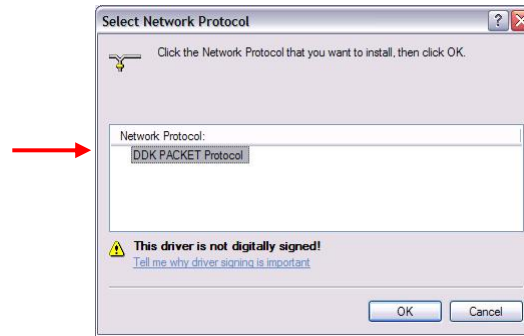 Select Network Protocol
Click the Network Protocol that you want to install, then click OK.
Network Protocol:
DDK PACKET Protocol
This driver is not digitally signed!
Tell me why driver signing is important
OK Cancel